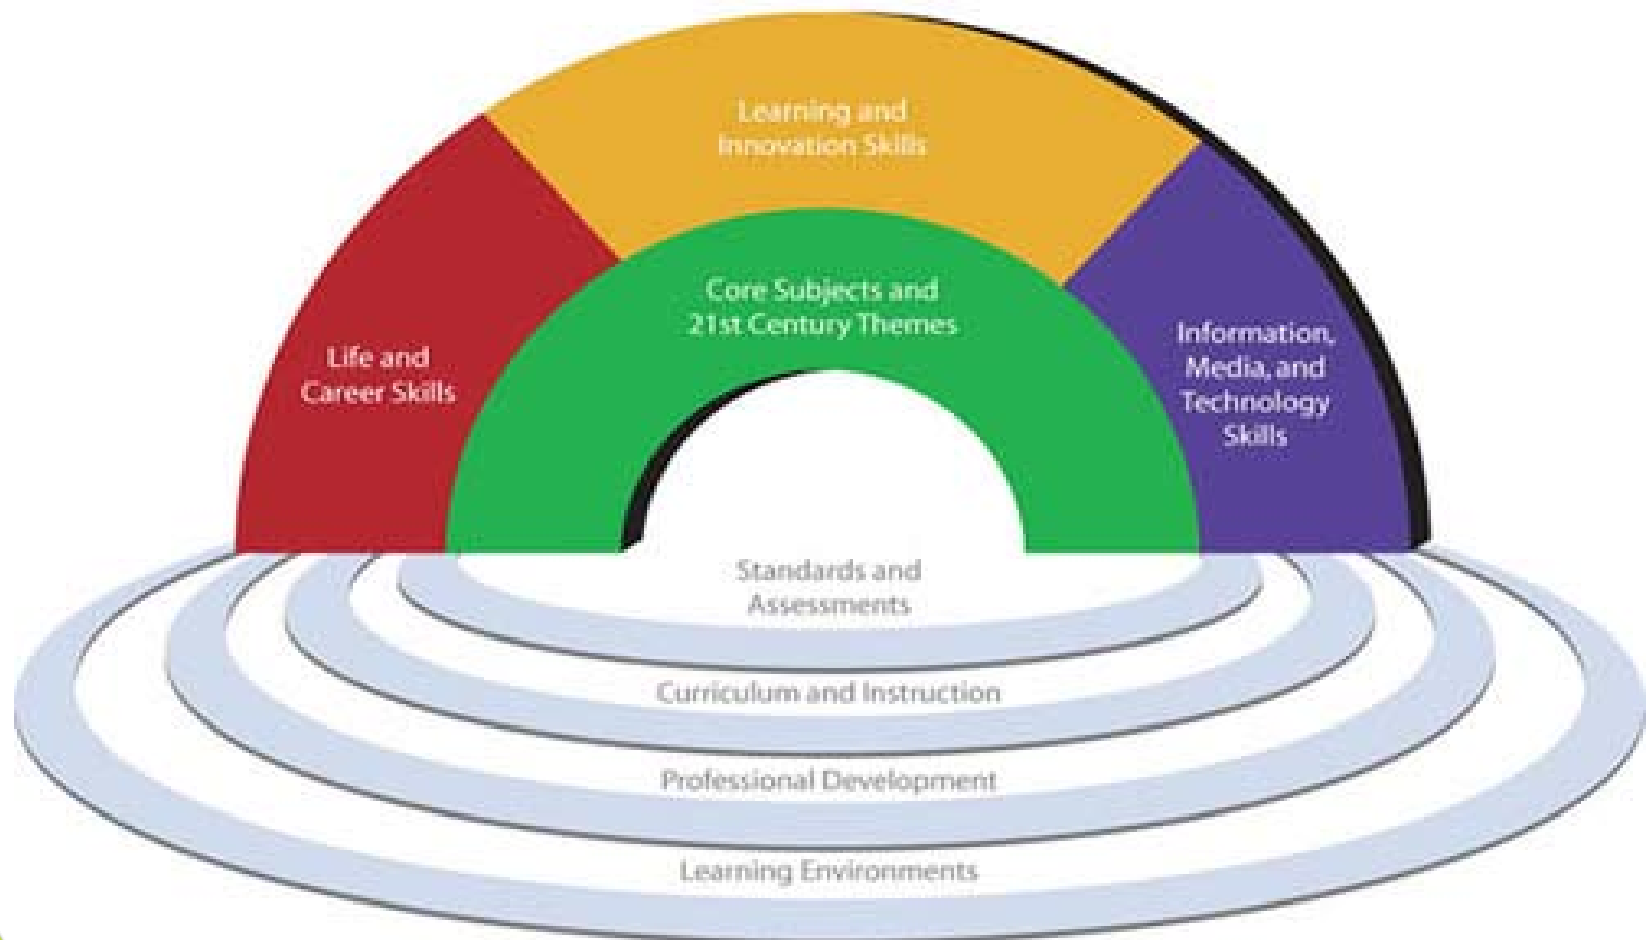 Learning and
Innovation Skills
Core Subjects and
21st Century Themes
Life and
Career Skills
Information,
Media, and
Technology
Skills
Standards and
Assessments
Curriculum and Instruction
Professional Development
Learning Environments